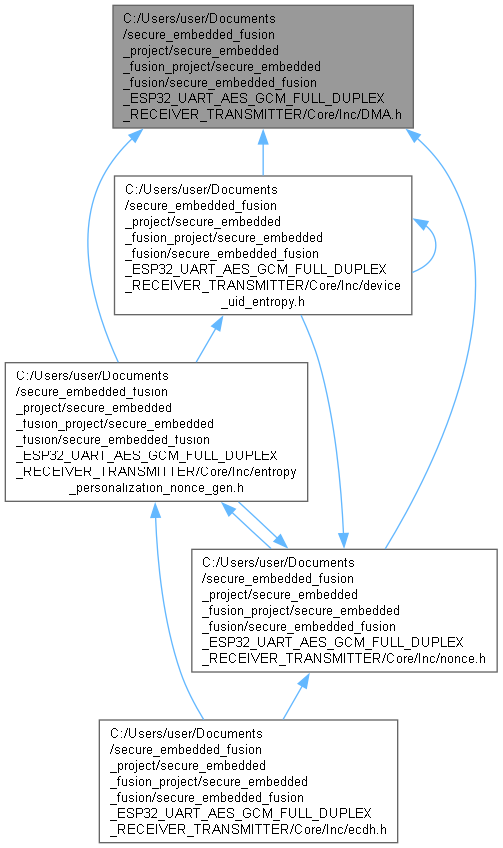 C:/Users/user/Documents
/secure_embedded_fusion
_project/secure_embedded
_fusion_project/secure_embedded
_fusion/secure_embedded_fusion
_ESP32_UART_AES_GCM_FULL_DUPLEX
_RECEIVER_TRANSMITTER/Core/Inc/DMA.h
C:/Users/user/Documents
/secure_embedded_fusion
_project/secure_embedded
_fusion_project/secure_embedded
_fusion/secure_embedded_fusion
_ESP32_UART_AES_GCM_FULL_DUPLEX
_RECEIVER_TRANSMITTER/Core/Inc/device
_uid_entropy.h
C:/Users/user/Documents
/secure_embedded_fusion
_project/secure_embedded
_fusion_project/secure_embedded
_fusion/secure_embedded_fusion
_ESP32_UART_AES_GCM_FULL_DUPLEX
_RECEIVER_TRANSMITTER/Core/Inc/entropy
_personalization_nonce_gen.h
C:/Users/user/Documents
/secure_embedded_fusion
_project/secure_embedded
_fusion_project/secure_embedded
_fusion/secure_embedded_fusion
_ESP32_UART_AES_GCM_FULL_DUPLEX
_RECEIVER_TRANSMITTER/Core/Inc/nonce.h
C:/Users/user/Documents
/secure_embedded_fusion
_project/secure_embedded
_fusion_project/secure_embedded
_fusion/secure_embedded_fusion
_ESP32_UART_AES_GCM_FULL_DUPLEX
_RECEIVER_TRANSMITTER/Core/Inc/ecdh.h